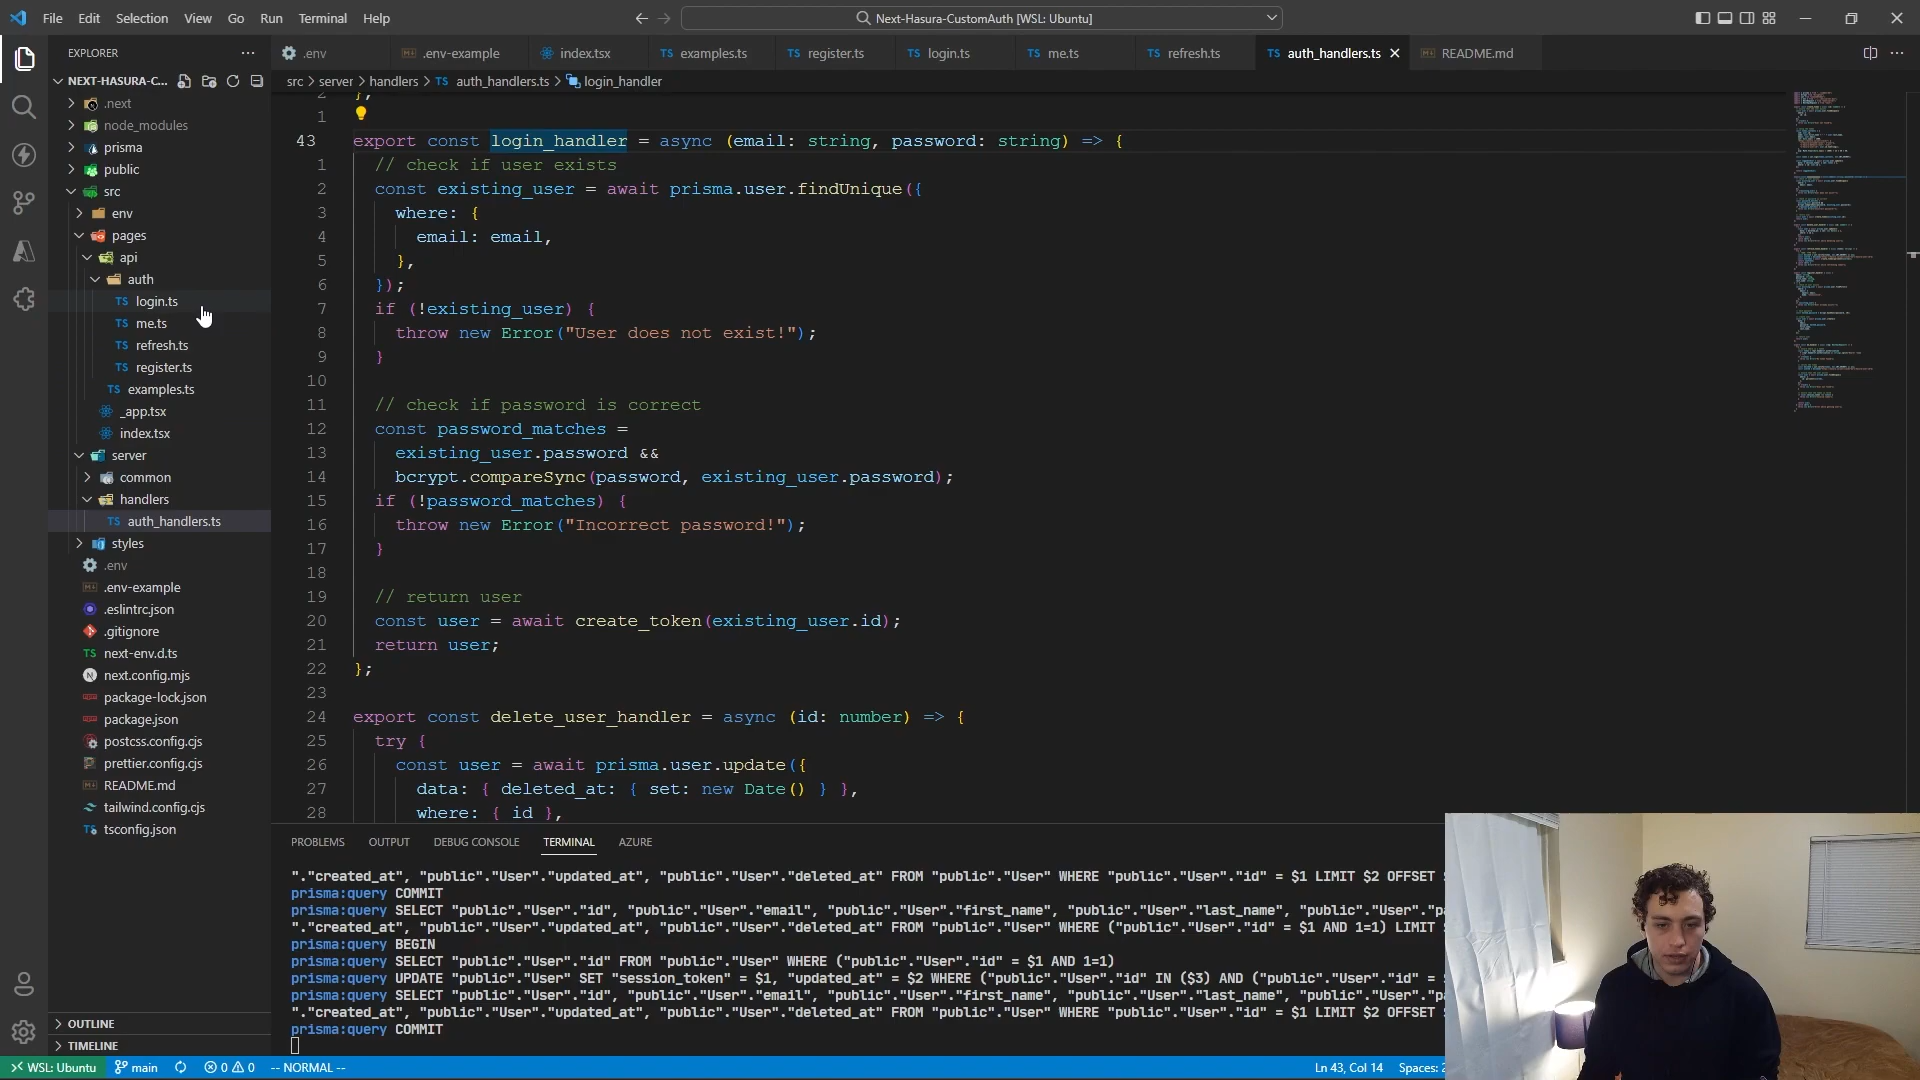 File Edit Selection View Go Run Terminal Help
Next-Hasura-CustomAuth [WSL: Ubuntu]
EXPLORER
.env
.env-example
index.tsx
TS examples.ts
TS register.ts
TS login.ts
TS me.ts
TS refresh.ts
TS auth_handlers.ts
README.md
NEXT-HASURA-C...
.next
node_modules
prisma
public
src
env
pages
api
auth
TS login.ts
TS me.ts
TS refresh.ts
TS register.ts
TS examples.ts
_app.tsx
index.tsx
server
common
handlers
TS auth_handlers.ts
styles
.env
.env-example
.eslintrc.json
.gitignore
TS next-env.d.ts
next.config.mjs
package-lock.json
package.json
postcss.config.cjs
prettier.config.cjs
README.md
tailwind.config.cjs
tsconfig.json
OUTLINE
TIMELINE
src > server > handlers > TS auth_handlers.ts > login_handler
2 };
1
43 export const login_handler = async (email: string, password: string) => {
1 // check if user exists
2 const existing_user = await prisma.user.findUnique({
3 where: {
4 email: email,
5 },
6 });
7 if (!existing_user) {
8 throw new Error("User does not exist!");
9 }
10
11 // check if password is correct
12 const password_matches =
13 existing_user.password &&
14 bcrypt.compareSync(password, existing_user.password);
15 if (!password_matches) {
16 throw new Error("Incorrect password!");
17 }
18
19 // return user
20 const user = await create_token(existing_user.id);
21 return user;
22 };
23
24 export const delete_user_handler = async (id: number) => {
25 try {
26 const user = await prisma.user.update({
27 data: { deleted_at: { set: new Date() } },
28 where: { id },
PROBLEMS OUTPUT DEBUG CONSOLE TERMINAL AZURE
"."created_at", "public"."User"."updated_at", "public"."User"."deleted_at" FROM "public"."User" WHERE "public"."User"."id" = $1 LIMIT $2 OFFSET $
prisma:query COMMIT
prisma:query SELECT "public"."User"."id", "public"."User"."email", "public"."User"."first_name", "public"."User"."last_name", "public"."User"."pa
"."created_at", "public"."User"."updated_at", "public"."User"."deleted_at" FROM "public"."User" WHERE ("public"."User"."id" = $1 AND 1=1) LIMIT $
prisma:query BEGIN
prisma:query SELECT "public"."User"."id" FROM "public"."User" WHERE ("public"."User"."id" = $1 AND 1=1)
prisma:query UPDATE "public"."User" SET "session_token" = $1, "updated_at" = $2 WHERE ("public"."User"."id" IN ($3) AND ("public"."User"."id" =
prisma:query SELECT "public"."User"."id", "public"."User"."email", "public"."User"."first_name", "public"."User"."last_name", "public"."User"."pa
"."created_at", "public"."User"."updated_at", "public"."User"."deleted_at" FROM "public"."User" WHERE "public"."User"."id" = $1 LIMIT $2 OFFSET $
prisma:query COMMIT
WSL: Ubuntu main 0 0 -- NORMAL -- Ln 43, Col 14 Spaces: 2